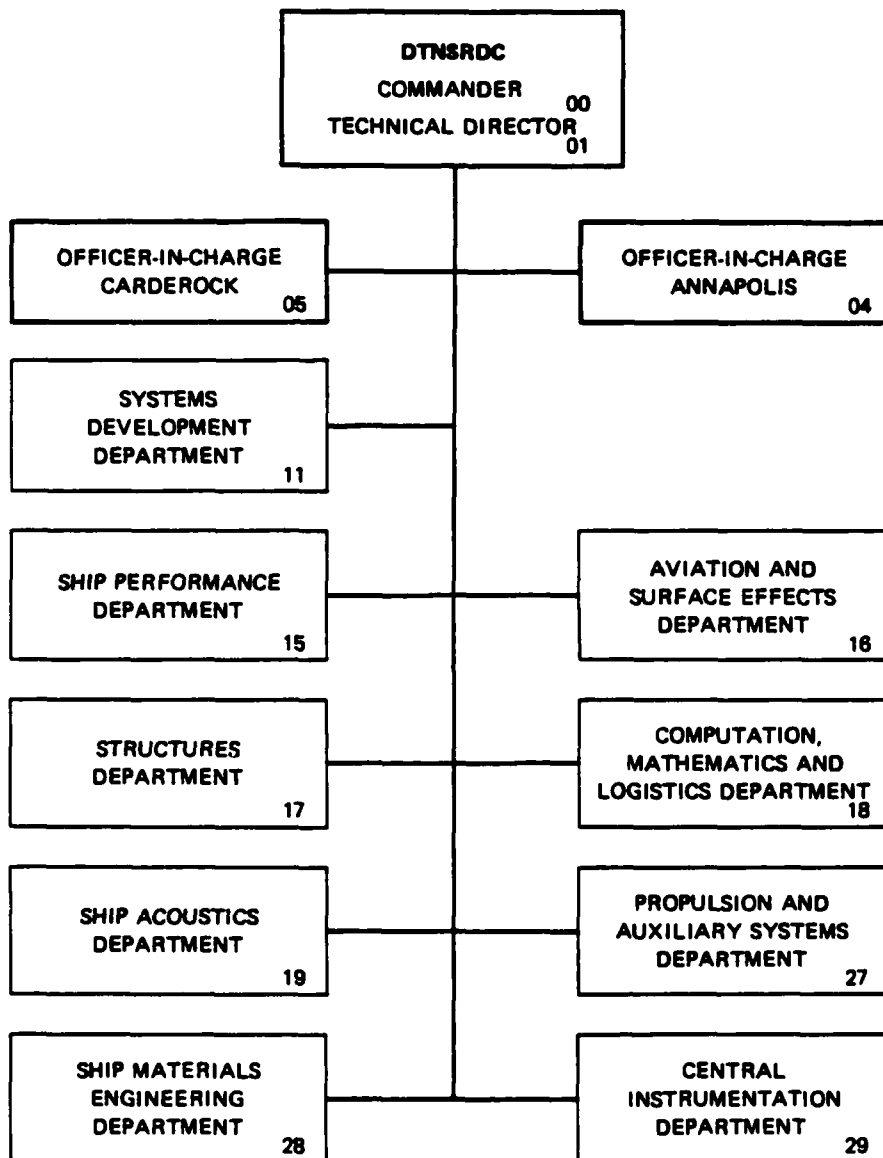 DTNSRDC
COMMANDER
00
TECHNICAL DIRECTOR
01
OFFICER-IN-CHARGE
CARDEROCK
05
OFFICER-IN-CHARGE
ANNAPOLIS
04
SYSTEMS
DEVELOPMENT
DEPARTMENT
11
SHIP PERFORMANCE
DEPARTMENT
15
AVIATION AND
SURFACE EFFECTS
DEPARTMENT
16
STRUCTURES
DEPARTMENT
17
COMPUTATION,
MATHEMATICS AND
LOGISTICS DEPARTMENT
18
SHIP ACOUSTICS
DEPARTMENT
19
PROPULSION AND
AUXILIARY SYSTEMS
DEPARTMENT
27
SHIP MATERIALS
ENGINEERING
DEPARTMENT
28
CENTRAL
INSTRUMENTATION
DEPARTMENT
29